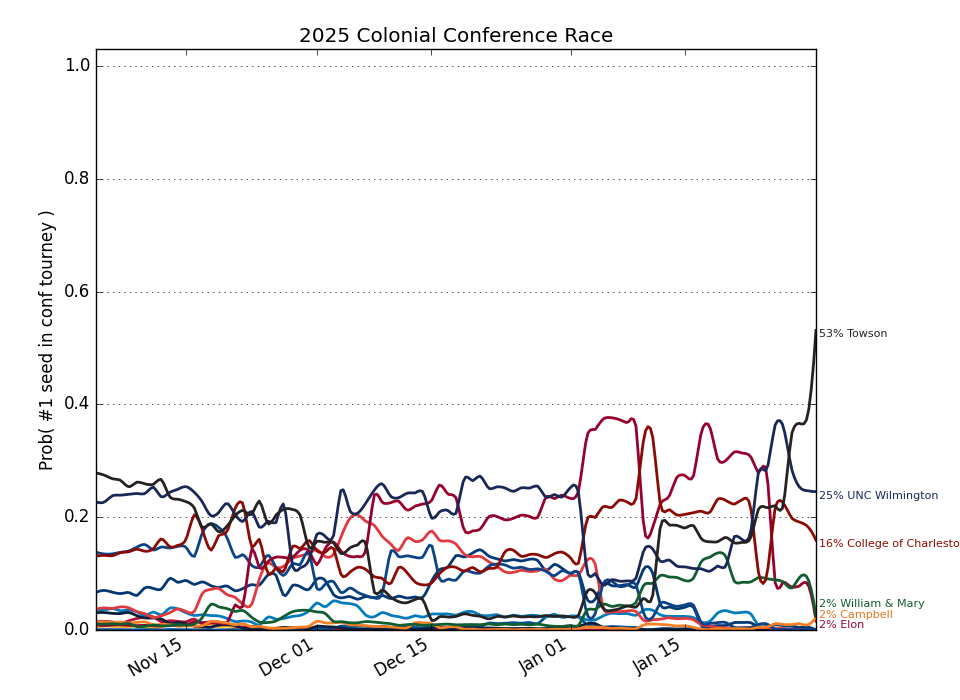 2025 Colonial Conference Race
Prob( #1 seed in conf tourney )
1.0
0.8
0.6
0.4
0.2
0.0
Nov 15
Dec 01
Dec 15
Jan 01
Jan 15
53% Towson
25% UNC Wilmington
16% College of Charlesto
2% William & Mary
2% Campbell
2% Elon